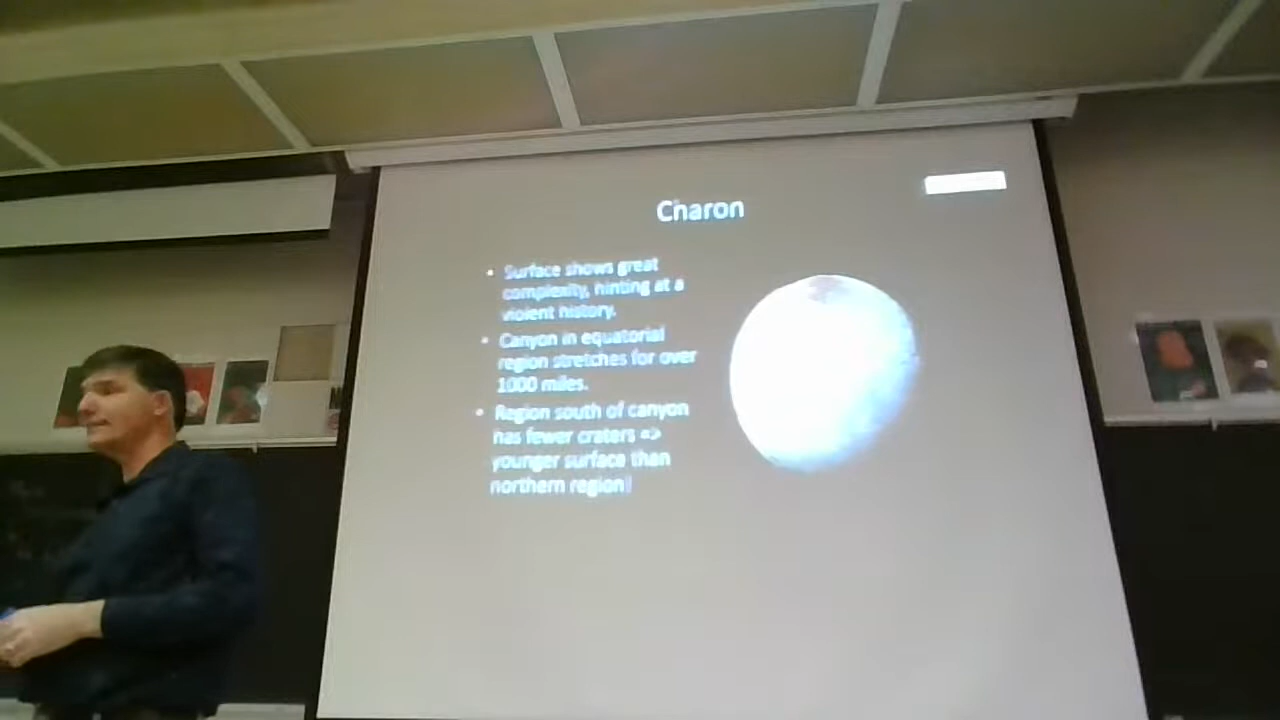 Charon
• Surface shows great
complexity, hinting at a
violent history.
• Canyon in equatorial
region stretches for over
1000 miles.
• Region south of canyon
has fewer craters =>
younger surface than
northern region!